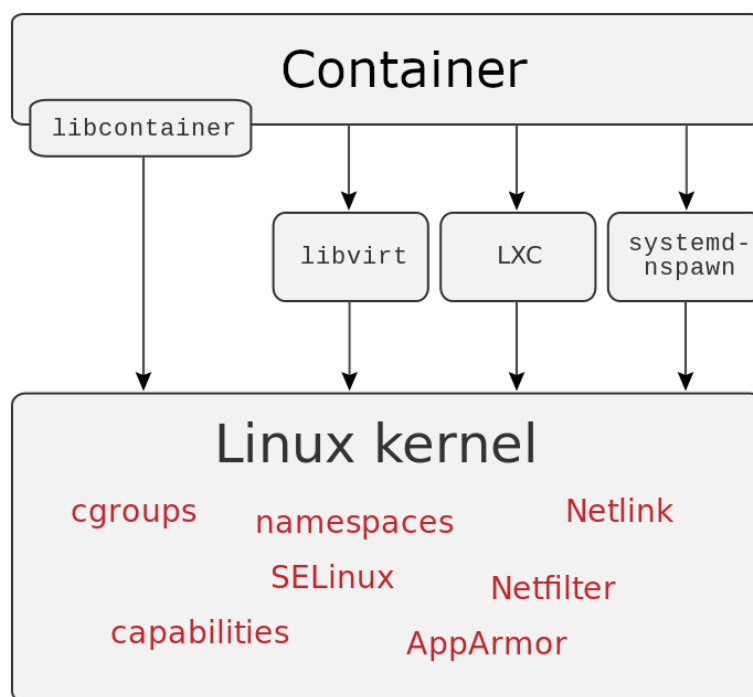 Container
libcontainer
libvirt
LXC
systemd-
nspawn
Linux kernel
cgroups
namespaces
Netlink
SELinux
Netfilter
capabilities
AppArmor